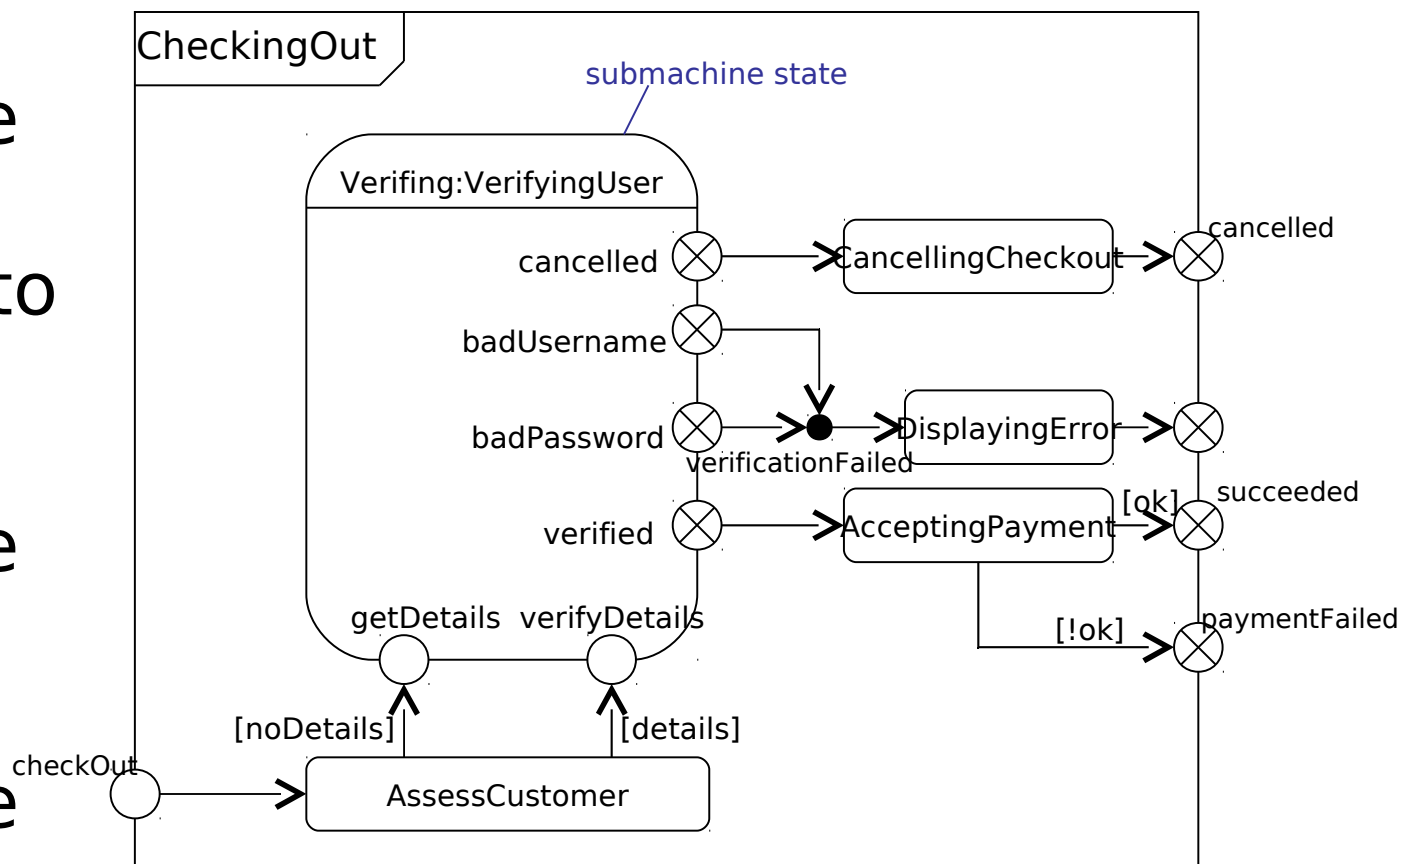 CheckingOut
submachine state
e
Verifing:VerifyingUser
cancelled
cancelled
CancellingCheckout
to
badUsername
badPassword
DisplayingError
verificationFailed
succeeded
[ok]
verified
AcceptingPayment
e
getDetails verifyDetails
paymentFailed
[!ok]
[noDetails]
[details]
checkOut
AssessCustomer
e